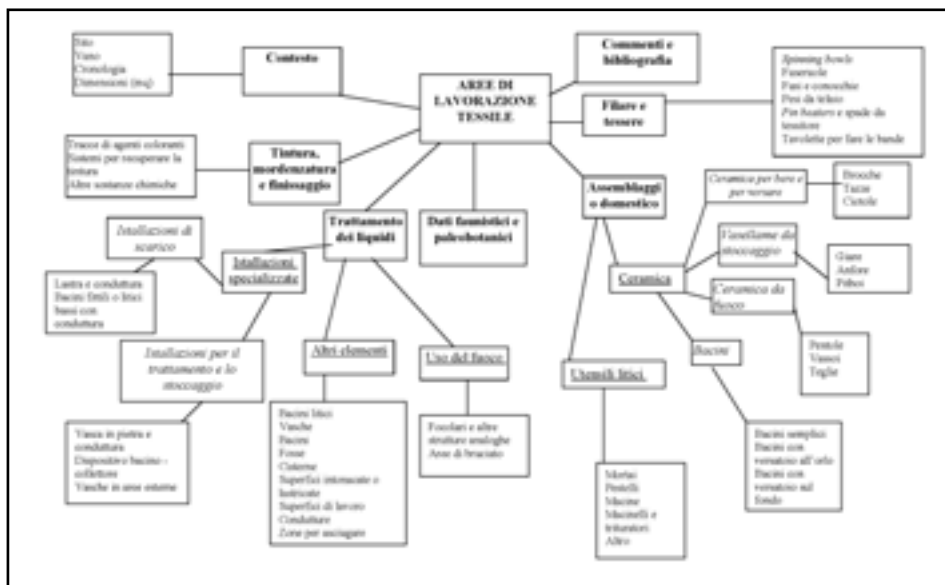 Sito
Vano
Cronologia
Dimensioni (mq)
Contesto
Commenti e
bibliografia
AREE DI
LAVORAZIONE
TESSILE
Filare e
tessere
Spinning bowls
Fuseruole
Fusi e conocchie
Pesi da telaio
Pin beaters e spade da
tessitore
Tavolette per fare le bande
Tracce di agenti coloranti
Sistemi per recuperare la
tintura
Altre sostanze chimiche
Tintura,
mordenzatura
e finissaggio
Assemblaggi
o domestico
Ceramica per bere e
per versare
Brocche
Tazze
Ciotole
Trattamento
dei liquidi
Dati faunistici e
paleobotanici
Istallazioni di
scarico
Istallazioni
specializzate
Vasellame da
stoccaggio
Giare
Anfore
Pithoi
Ceramica
Ceramica da
fuoco
Lastra e conduttura
Bacini fittili o litici
bassi con
conduttura
Istallazioni per il
trattamento e lo
stoccaggio
Altri elementi
Uso del fuoco
Utensili litici
Bacini
Pentole
Vassoi
Teglie
Vasca in pietra e
conduttura
Dispositivo bacino –
collettore
Vasche in aree esterne
Bacini litici
Vasche
Bacini
Fosse
Cisterne
Superfici intonacate o
lastricate
Superfici di lavoro
Condutture
Zone per asciugare
Focolari e altre
strutture analoghe
Aree di bruciato
Mortai
Pestelli
Macine
Macinelli e
trituratori
Altro
Bacini semplici
Bacini con
versatoio all'orlo
Bacini con
versatoio sul
fondo